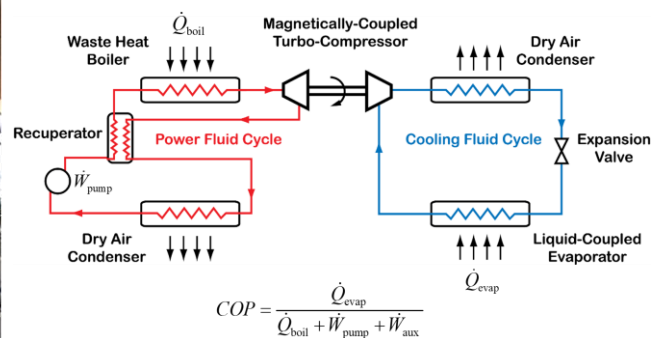 Q̇boil
Magnetically-Coupled
Turbo-Compressor
Waste Heat
Boiler
Dry Air
Condenser
Recuperator
Power Fluid Cycle
Cooling Fluid Cycle
Expansion
Valve
Ẇpump
Dry Air
Condenser
Liquid-Coupled
Evaporator
Q̇evap
COP = Q̇evap / Q̇boil + Ẇpump + Ẇaux